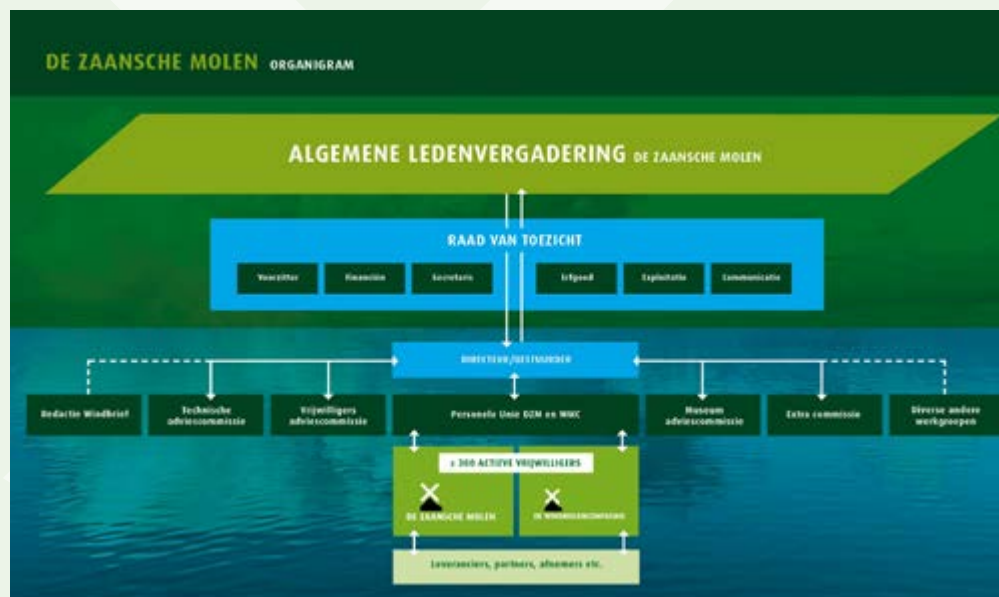 DE ZAANSCHE MOLEN ORGANIGRAM
ALGEMENE LEDENVERGADERING DE ZAANSCHE MOLEN
RAAD VAN TOEZICHT
Voorzitter Financiën Secretaris Erfgoed Exploitatie Communicatie
DIRECTEUR/BESTUURDER
Redactie Windbrief
Technische
adviescommissie
Vrijwilligers
adviescommissie
Personele Unie DZM en WMC
Museum
adviescommissie
Extra commissie
Diverse andere
werkgroepen
± 300 ACTIEVE VRIJWILLIGERS
DE ZAANSCHE MOLEN
DE WINDMOLENCOMPAGNIE
Leveranciers, partners, afnemers etc.